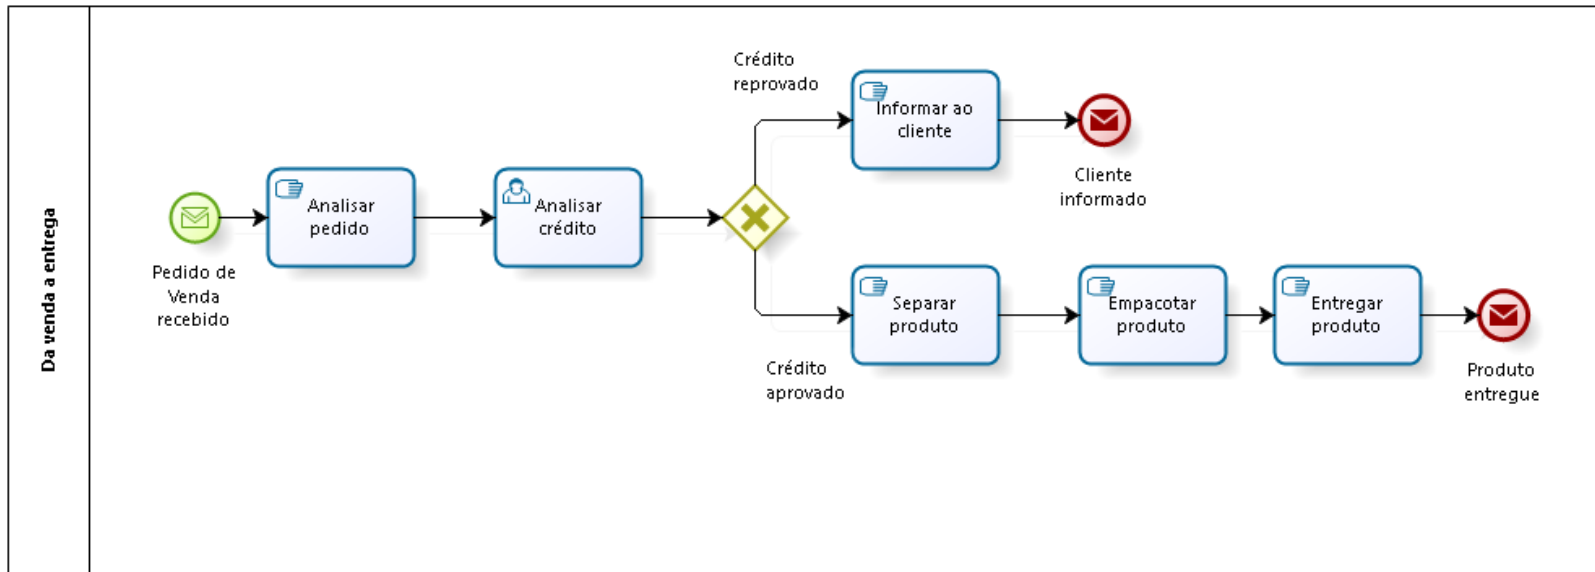 Da venda a entrega
Pedido de
Venda
recebido
Analisar
pedido
Analisar
crédito
Crédito
reprovado
Informar ao
cliente
Cliente
informado
Crédito
aprovado
Separar
produto
Empacotar
produto
Entregar
produto
Produto
entregue